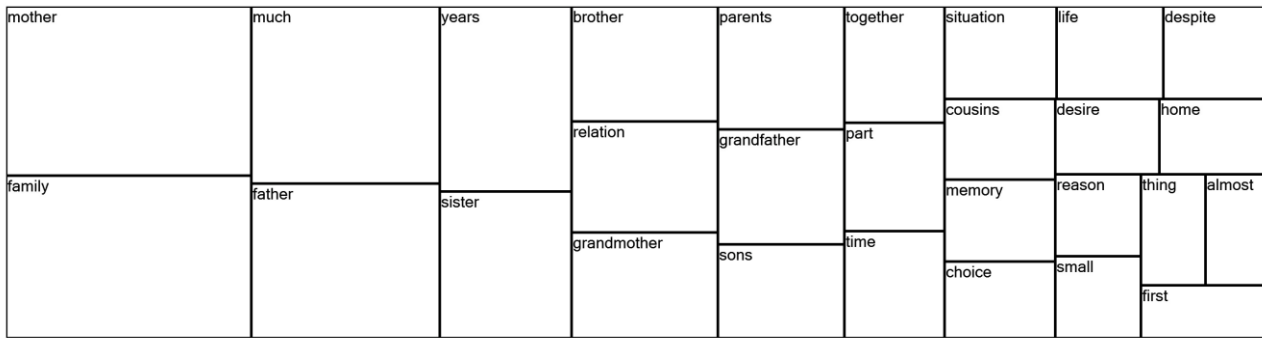 mother
family
much
father
years
sister
brother
relation
grandmother
parents
grandfather
sons
together
part
time
situation
cousins
memory
choice
life
despite
desire
home
reason
small
thing
almost
first